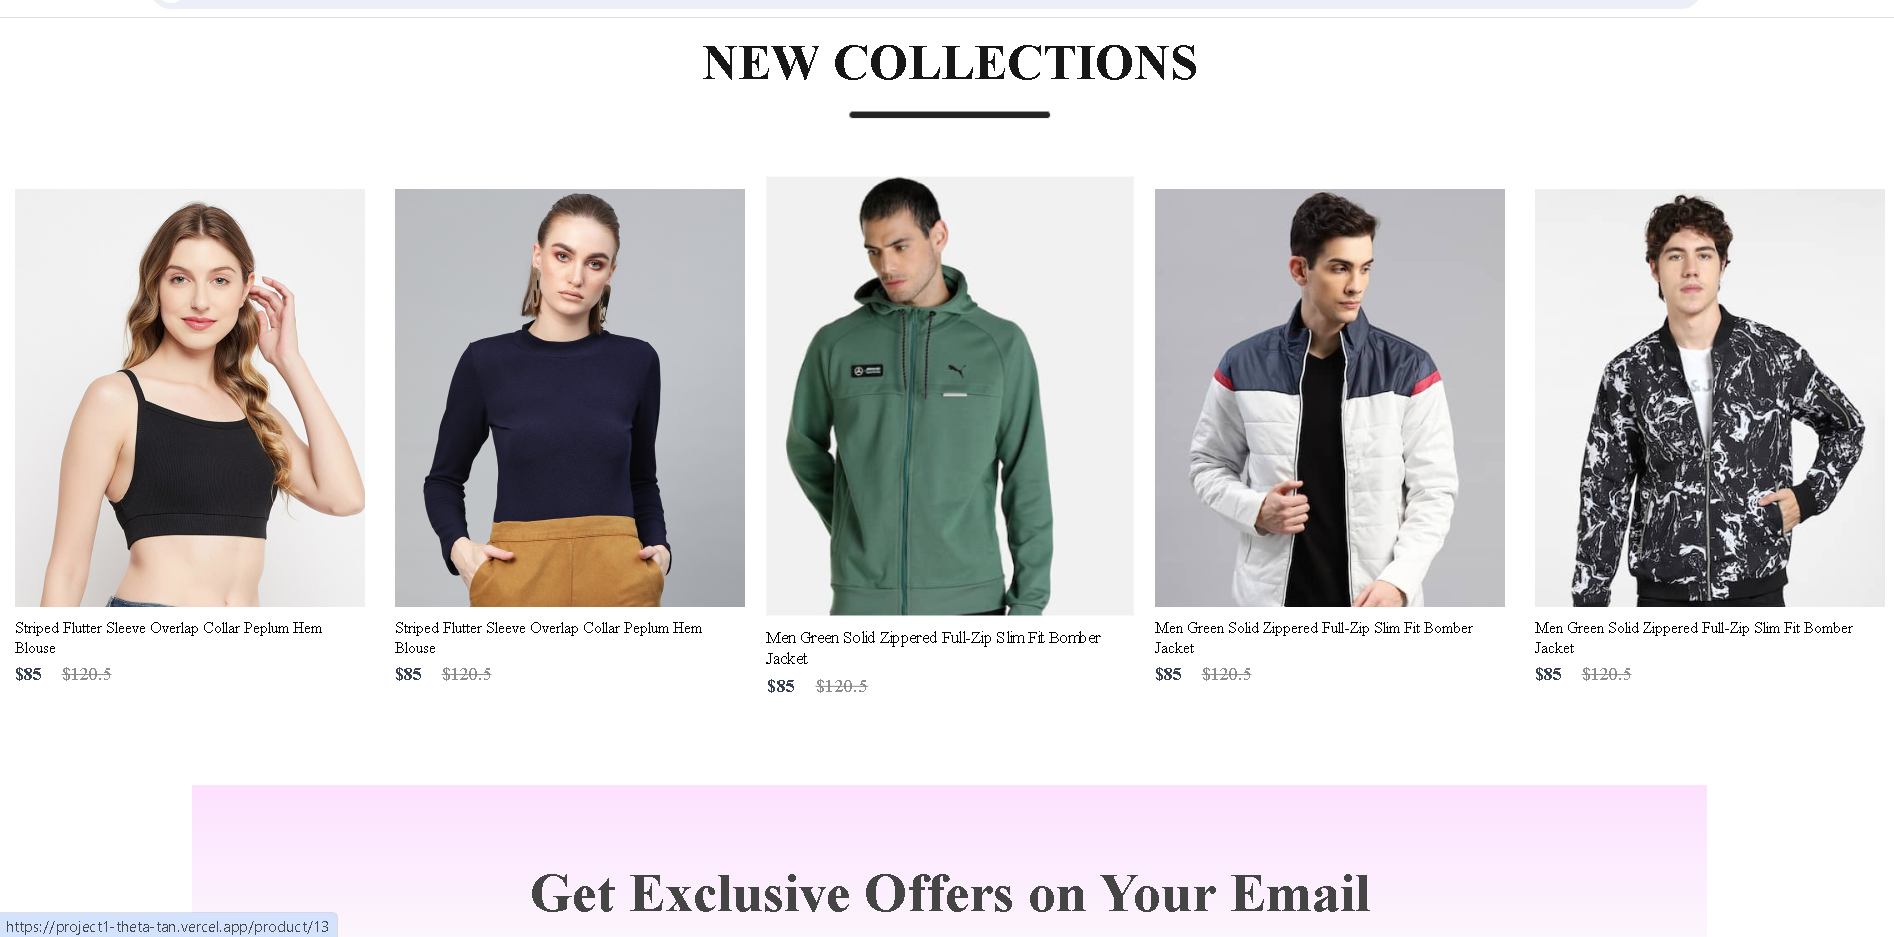 NEW COLLECTIONS
Striped Flutter Sleeve Overlap Collar Peplum Hem
Blouse
$85 $120.5
Striped Flutter Sleeve Overlap Collar Peplum Hem
Blouse
$85 $120.5
Men Green Solid Zippered Full-Zip Slim Fit Bomber
Jacket
$85 $120.5
Men Green Solid Zippered Full-Zip Slim Fit Bomber
Jacket
$85 $120.5
Men Green Solid Zippered Full-Zip Slim Fit Bomber
Jacket
$85 $120.5
Get Exclusive Offers on Your Email
https://project1-theta-tan.vercel.app/product/13